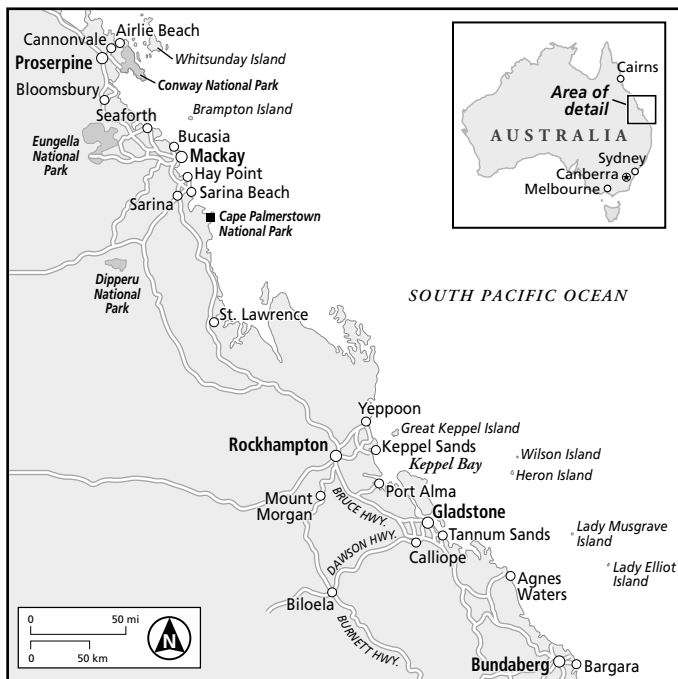 Airlie Beach
Cannonvale
Whitsunday Island
Proserpine
Conway National Park
Bloomsbury
Brampton Island
Seaforth
Eungella
National
Park
Bucasia
Mackay
Hay Point
Sarina Beach
Sarina
Cape Palmerstown
National Park
Dipperu
National
Park
St. Lawrence
SOUTH PACIFIC OCEAN
Cairns
Area of
detail
AUSTRALIA
Sydney
Canberra
Melbourne
Yeppoon
Great Keppel Island
Rockhampton
Keppel Sands
Keppel Bay
Wilson Island
Heron Island
Port Alma
Mount
Morgan
BRUCE HWY.
Gladstone
Tannum Sands
Lady Musgrave
Island
DAWSON HWY.
Calliope
Lady Elliot
Island
Agnes
Waters
Biloela
BURNETT HWY.
Bundaberg
Bargara
0 50 mi
0 50 km
N